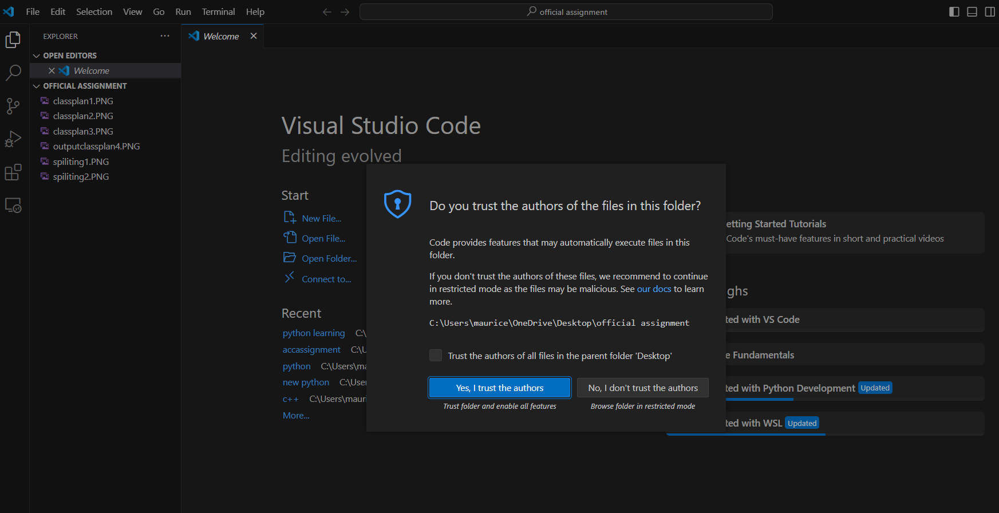 File Edit Selection View Go Run Terminal Help
official assignment
EXPLORER
OPEN EDITORS
Welcome
OFFICIAL ASSIGNMENT
classplan1.PNG
classplan2.PNG
classplan3.PNG
outputclassplan4.PNG
spiliting1.PNG
spiliting2.PNG
Welcome
Visual Studio Code
Editing evolved
Start
New File...
Open File...
Open Folder...
Connect to...
Recent
python learning C:\
accassignment C:\U
python C:\Users\ma
new python C:\User
c++ C:\Users\mauri
More...
Do you trust the authors of the files in this folder?
Code provides features that may automatically execute files in this
folder.
If you don't trust the authors of these files, we recommend to continue
in restricted mode as the files may be malicious. See our docs to learn
more.
C:\Users\maurice\OneDrive\Desktop\official assignment
Trust the authors of all files in the parent folder 'Desktop'
Yes, I trust the authors
No, I don't trust the authors
Trust folder and enable all features
Browse folder in restricted mode
etting Started Tutorials
Code's must-have features in short and practical videos
ghs
ted with VS Code
e Fundamentals
ted with Python Development Updated
ted with WSL Updated